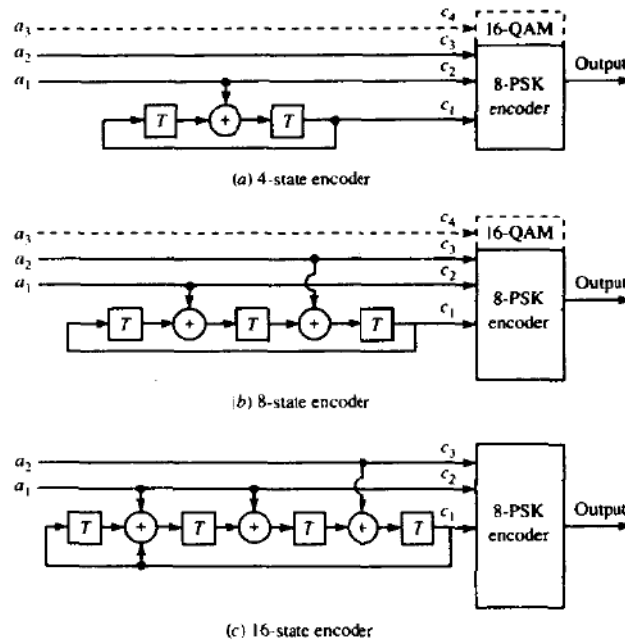 a3 c4 16-QAM
a2 c3
a1 c2 8-PSK encoder Output
T + T c1
(a) 4-state encoder
a3 c4 16-QAM
a2 c3
a1 c2 8-PSK encoder Output
T + T + T c1
(b) 8-state encoder
a2 c3
a1 c2 8-PSK encoder Output
T + T + T + T c1
(c) 16-state encoder